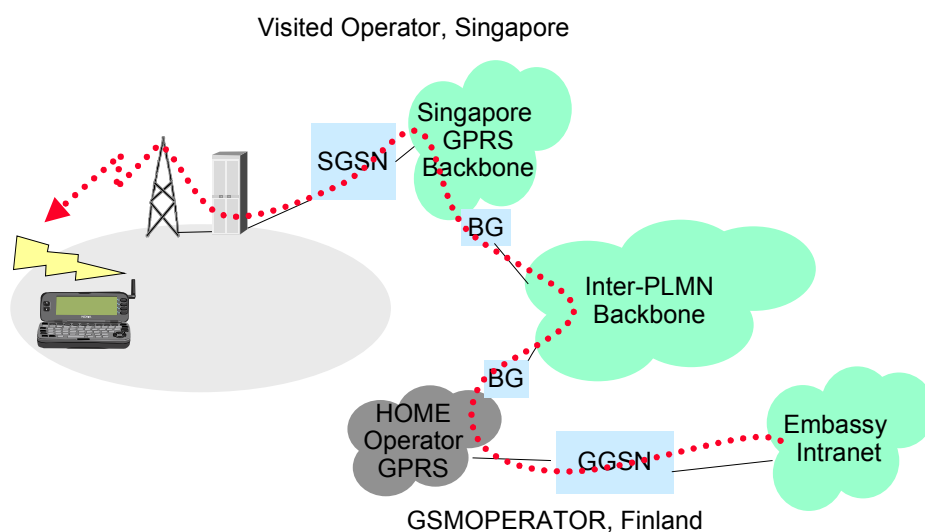 Visited Operator, Singapore
Singapore
GPRS
Backbone
SGSN
BG
Inter-PLMN
Backbone
BG
HOME
Operator
GPRS
GGSN
Embassy
Intranet
GSMOPERATOR, Finland